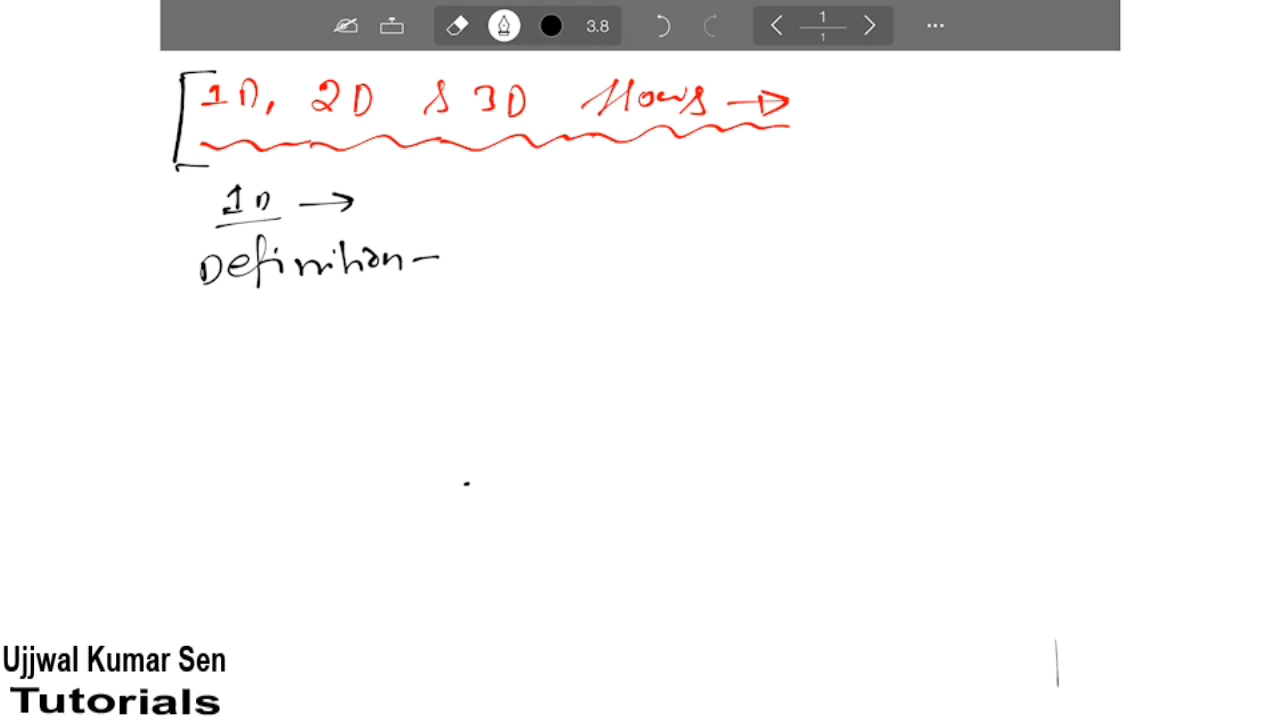 3.8
1
1
1D, 2D & 3D flows →
1D →
Definition -
Ujjwal Kumar Sen
Tutorials